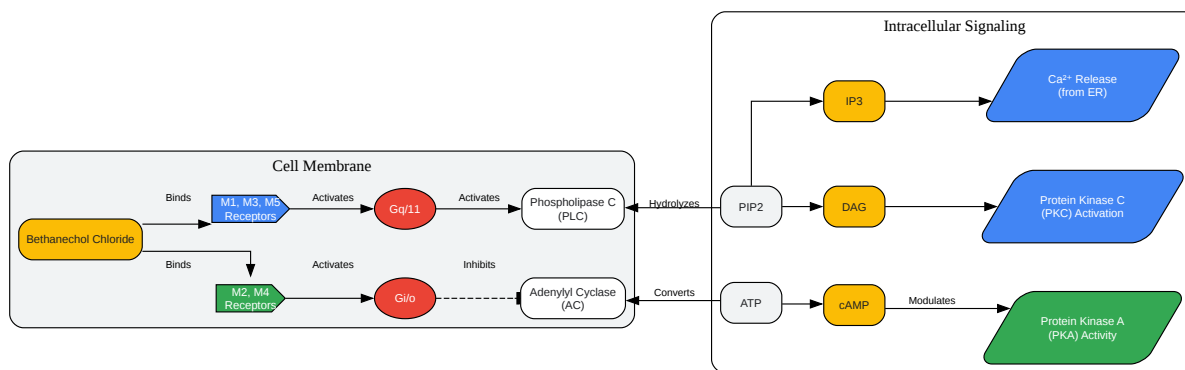 Intracellular Signaling
Ca²⁺ Release
(from ER)
IP3
Cell Membrane
Binds
M1, M3, M5
Receptors
Activates
Gq/11
Activates
Phospholipase C
(PLC)
Hydrolyzes
PIP2
DAG
Protein Kinase C
(PKC) Activation
Bethanechol Chloride
Binds
M2, M4
Receptors
Activates
Gi/o
Inhibits
Adenylyl Cyclase
(AC)
Converts
ATP
cAMP
Modulates
Protein Kinase A
(PKA) Activity